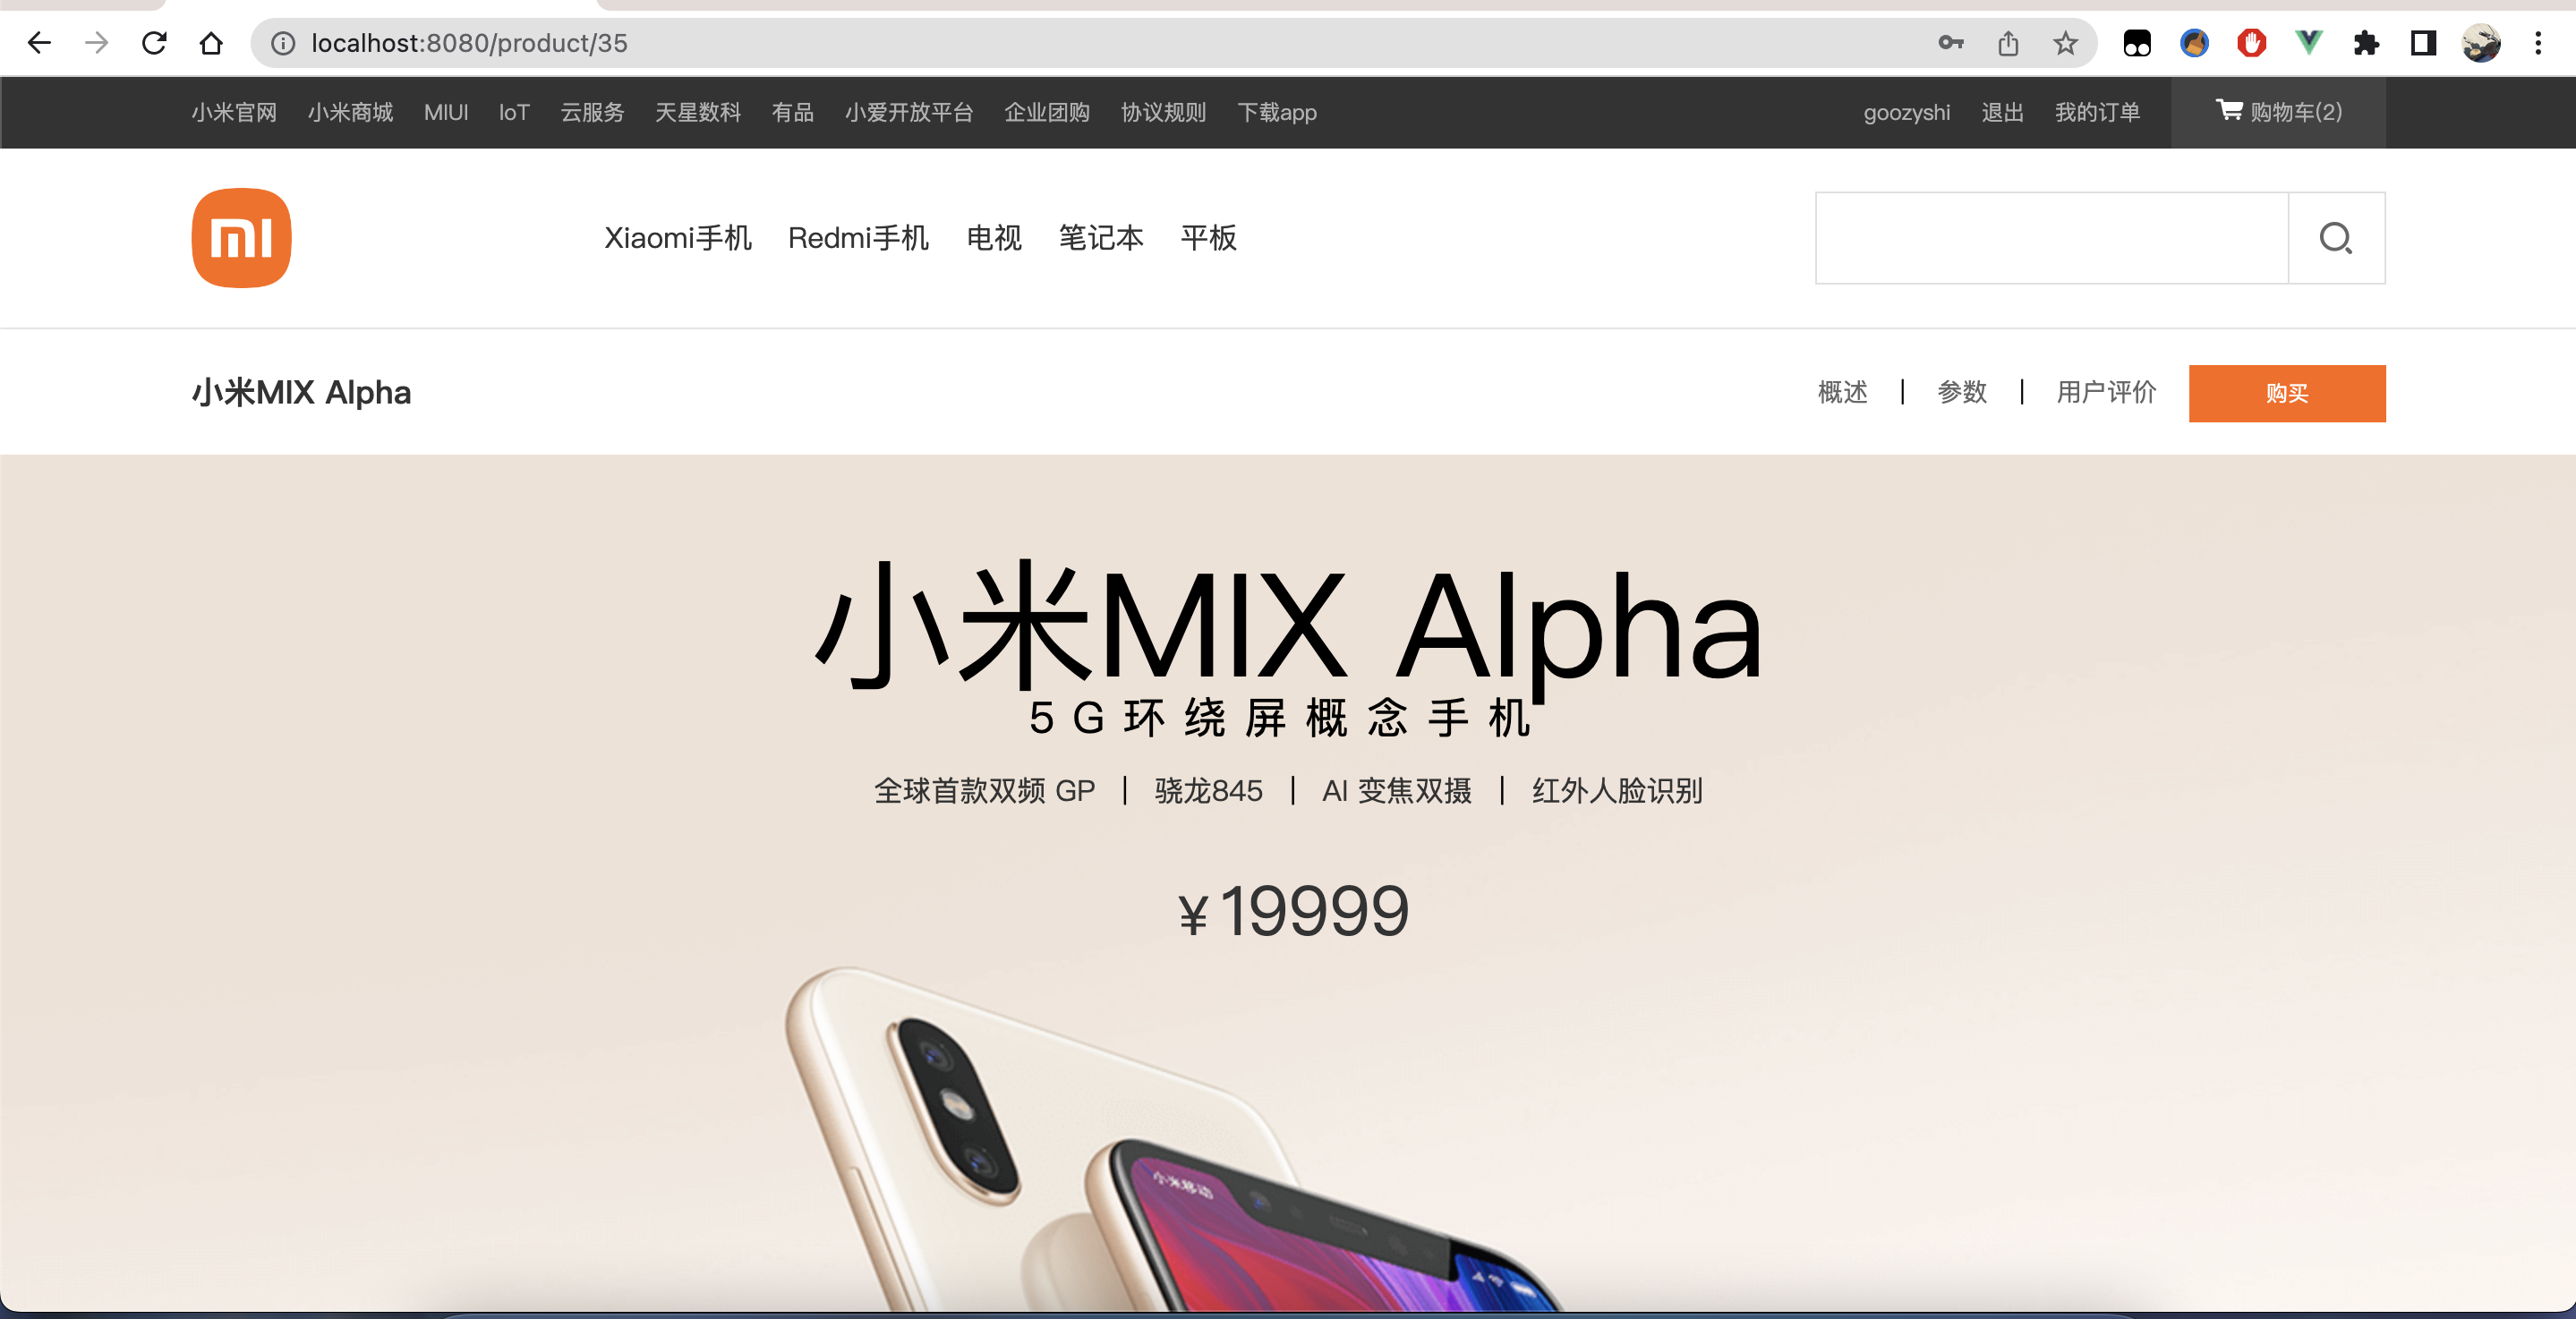 localhost:8080/product/35
小米官网 小米商城 MIUI IoT 云服务 天星数科 有品 小爱开放平台 企业团购 协议规则 下载app goozyshi 退出 我的订单 购物车(2)
mi Xiaomi手机 Redmi手机 电视 笔记本 平板
小米MIX Alpha 概述 | 参数 | 用户评价 购买
小米MIX Alpha
5G环绕屏概念手机
全球首款双频 GP | 骁龙845 | AI 变焦双摄 | 红外人脸识别
¥19999
小米移动